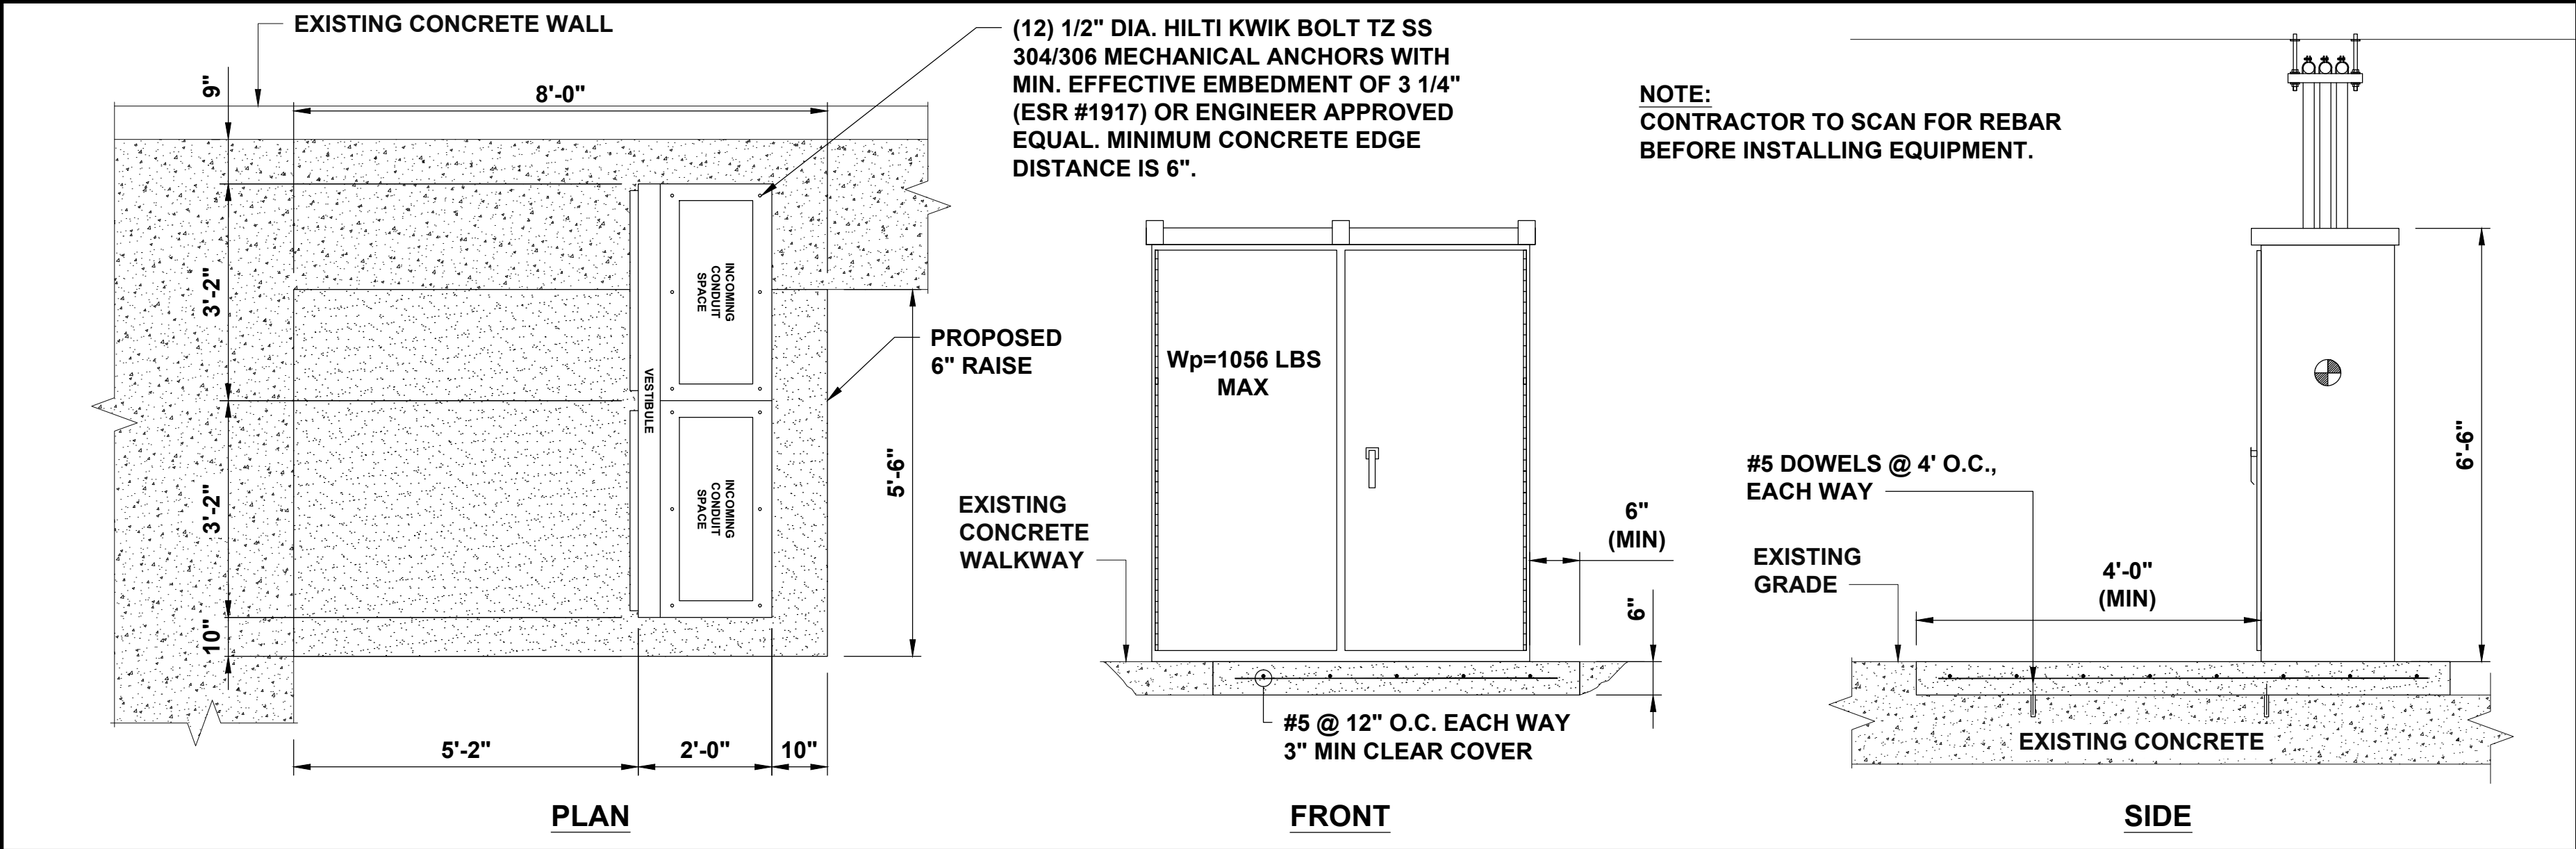 EXISTING CONCRETE WALL
9"
8'-0"
3'-2"
3'-2"
10"
INCOMING
CONDUIT
SPACE
VESTIBULE
INCOMING
CONDUIT
SPACE
5'-2"
2'-0"
10"
5'-6"
PROPOSED
6" RAISE
PLAN
(12) 1/2" DIA. HILTI KWIK BOLT TZ SS
304/306 MECHANICAL ANCHORS WITH
MIN. EFFECTIVE EMBEDMENT OF 3 1/4"
(ESR #1917) OR ENGINEER APPROVED
EQUAL. MINIMUM CONCRETE EDGE
DISTANCE IS 6".
Wp=1056 LBS
MAX
EXISTING
CONCRETE
WALKWAY
6"
(MIN)
6"
#5 @ 12" O.C. EACH WAY
3" MIN CLEAR COVER
FRONT
NOTE:
CONTRACTOR TO SCAN FOR REBAR
BEFORE INSTALLING EQUIPMENT.
#5 DOWELS @ 4' O.C.,
EACH WAY
EXISTING
GRADE
4'-0"
(MIN)
6'-6"
EXISTING CONCRETE
SIDE